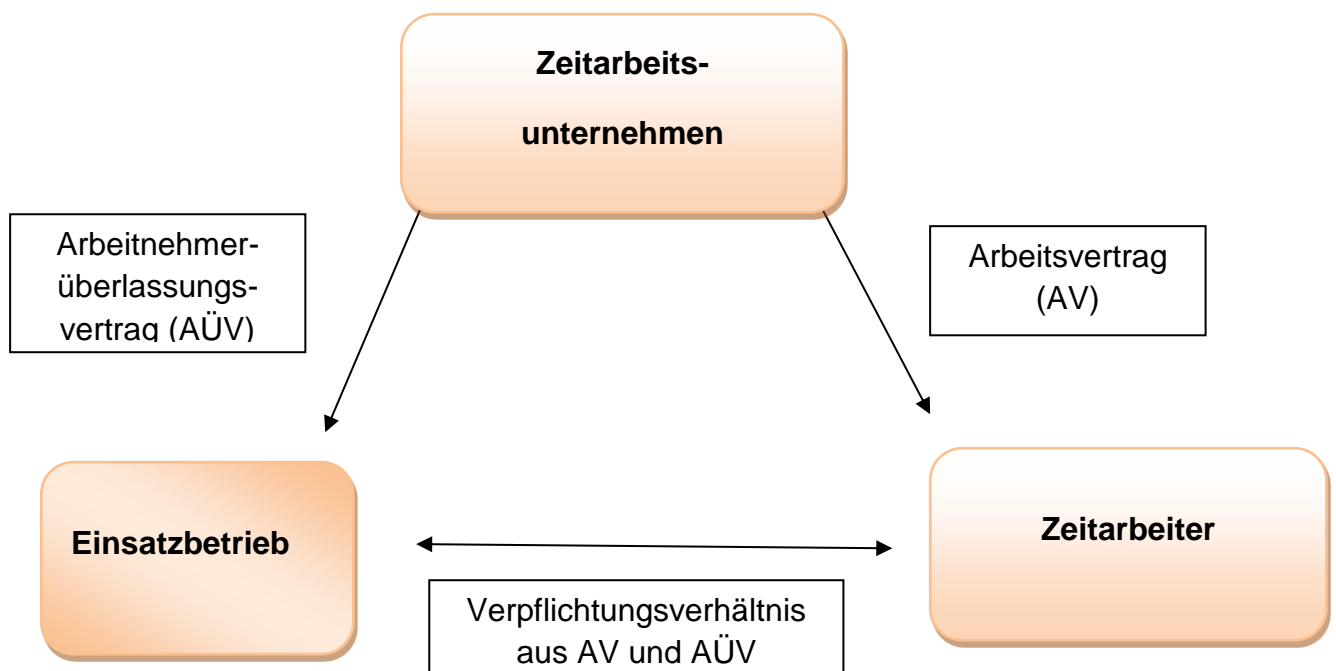 Zeitarbeits-
unternehmen
Arbeitnehmer-
überlassungs-
vertrag (AÜV)
Arbeitsvertrag
(AV)
Einsatzbetrieb
Zeitarbeiter
Verpflichtungsverhältnis
aus AV und AÜV